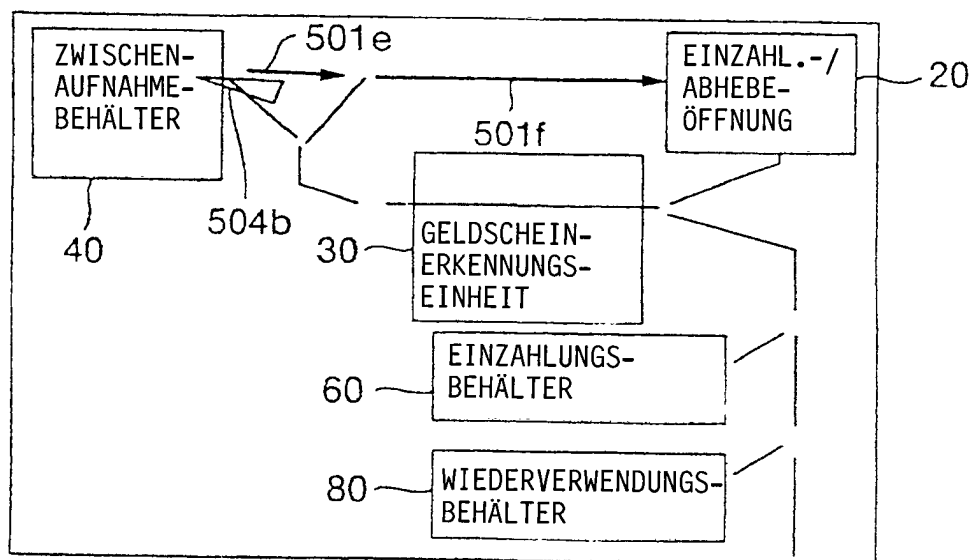 501e
ZWISCHEN-
AUFNAHME-
BEHÄLTER
EINZAHL.-/
ABHEBE-
ÖFFNUNG
20
501f
504b
40
30
GELDSCHEIN-
ERKENNUNGS-
EINHEIT
EINZAHLUNGS-
BEHÄLTER
60
WIEDERVERWENDUNGS-
BEHÄLTER
80